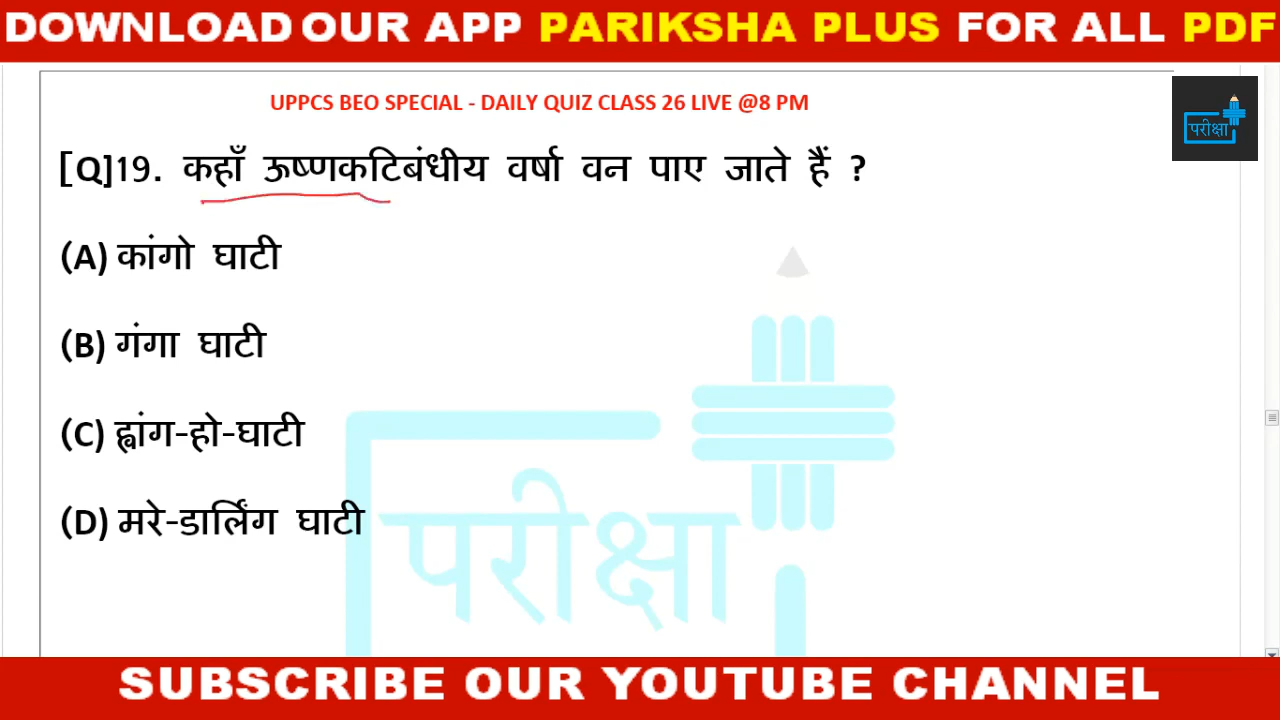 DOWNLOAD OUR APP PARIKSHA PLUS FOR ALL PDF
UPPCS BEO SPECIAL - DAILY QUIZ CLASS 26 LIVE @8 PM
परीक्षा
[Q]19. कहाँ ऊष्णकटिबंधीय वर्षा वन पाए जाते हैं ?
(A) कांगो घाटी
(B) गंगा घाटी
(C) ह्वांग-हो-घाटी
(D) मरे-डार्लिंग घाटी
परीक्षा
SUBSCRIBE OUR YOUTUBE CHANNEL